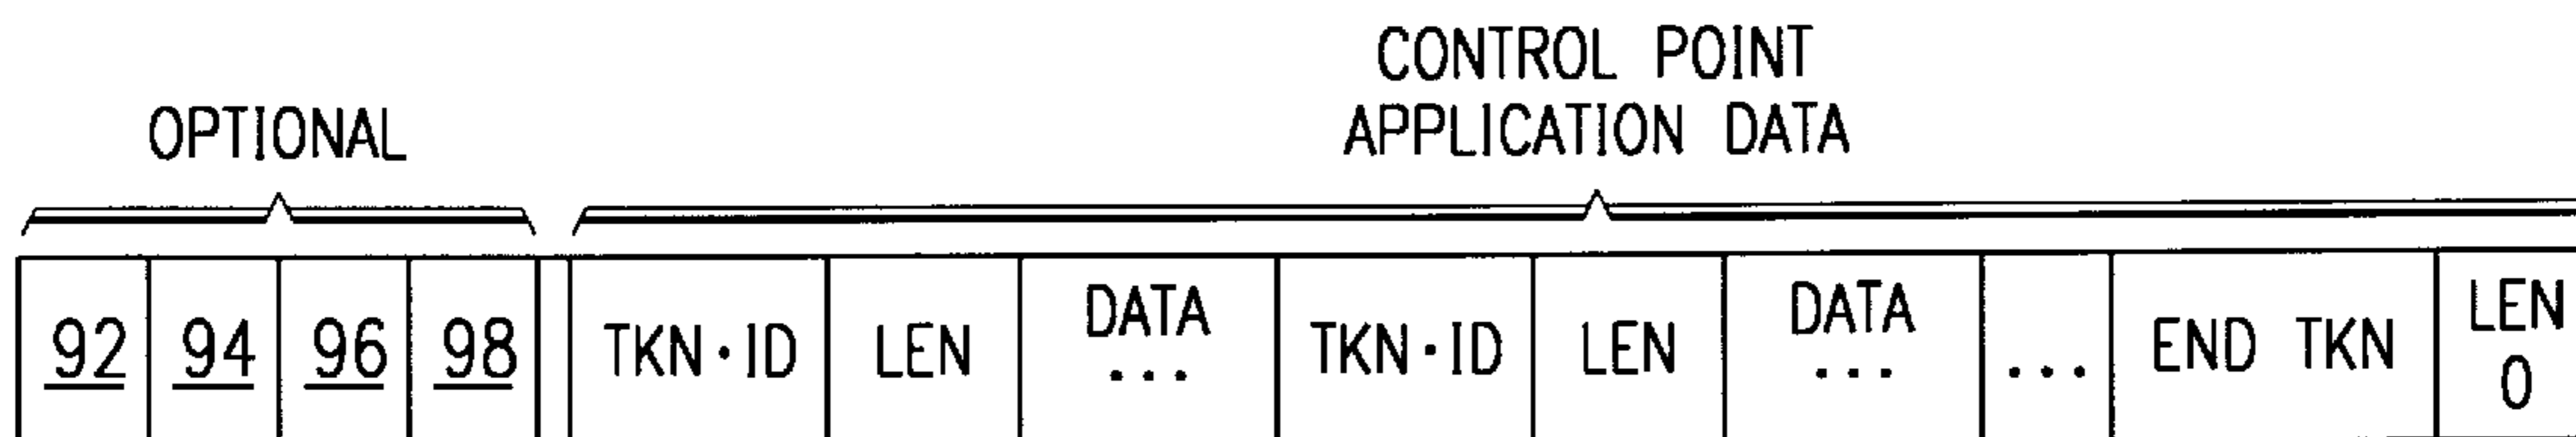 CONTROL POINT
APPLICATION DATA
OPTIONAL
92 94 96 98 TKN·ID LEN DATA ... TKN·ID LEN DATA ... ... END TKN LEN 0